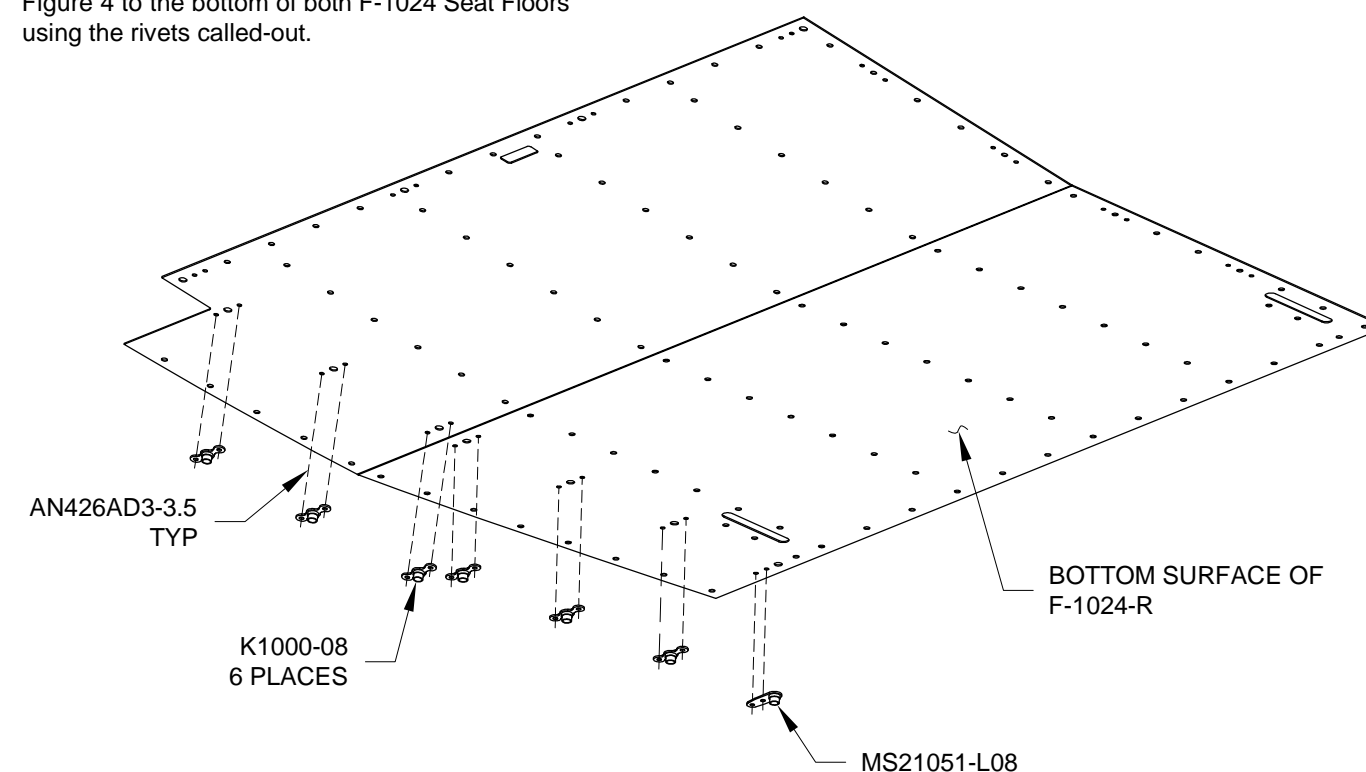 Figure 4 to the bottom of both F-1024 Seat Floors
using the rivets called-out.
AN426AD3-3.5
TYP
K1000-08
6 PLACES
BOTTOM SURFACE OF
F-1024-R
MS21051-L08